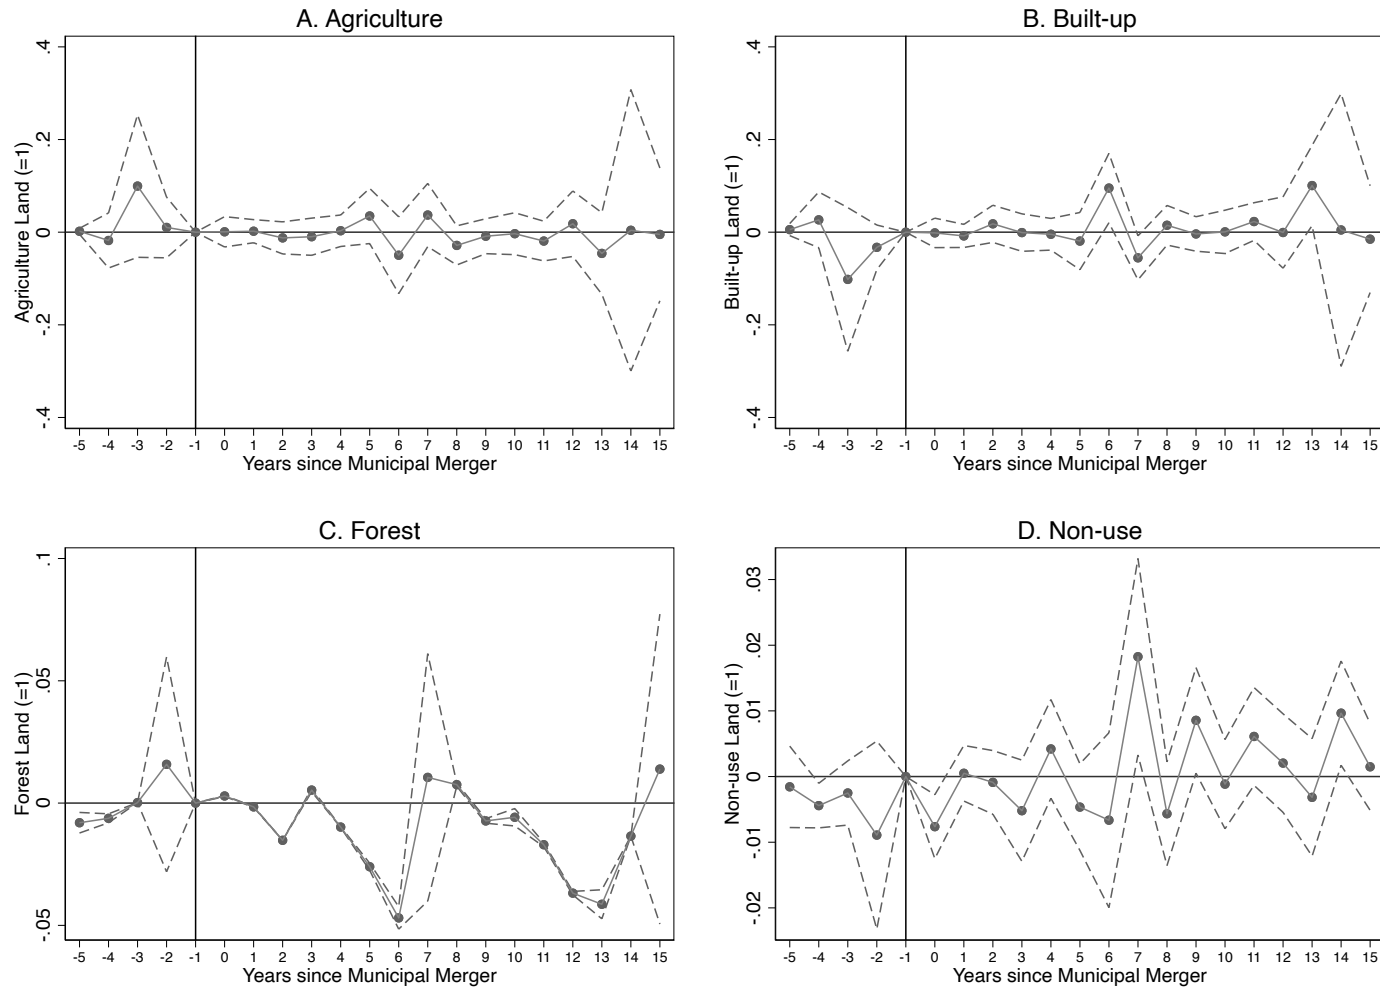 A. Agriculture
Agriculture Land (=1)
.4
.2
0
-.2
-.4
-5 -4 -3 -2 -1 0 1 2 3 4 5 6 7 8 9 10 11 12 13 14 15
Years since Municipal Merger
B. Built-up
Built-up Land (=1)
.4
.2
0
-.2
-.4
-5 -4 -3 -2 -1 0 1 2 3 4 5 6 7 8 9 10 11 12 13 14 15
Years since Municipal Merger
C. Forest
Forest Land (=1)
.1
.05
0
-.05
-5 -4 -3 -2 -1 0 1 2 3 4 5 6 7 8 9 10 11 12 13 14 15
Years since Municipal Merger
D. Non-use
Non-use Land (=1)
.03
.02
.01
0
-.01
-.02
-5 -4 -3 -2 -1 0 1 2 3 4 5 6 7 8 9 10 11 12 13 14 15
Years since Municipal Merger